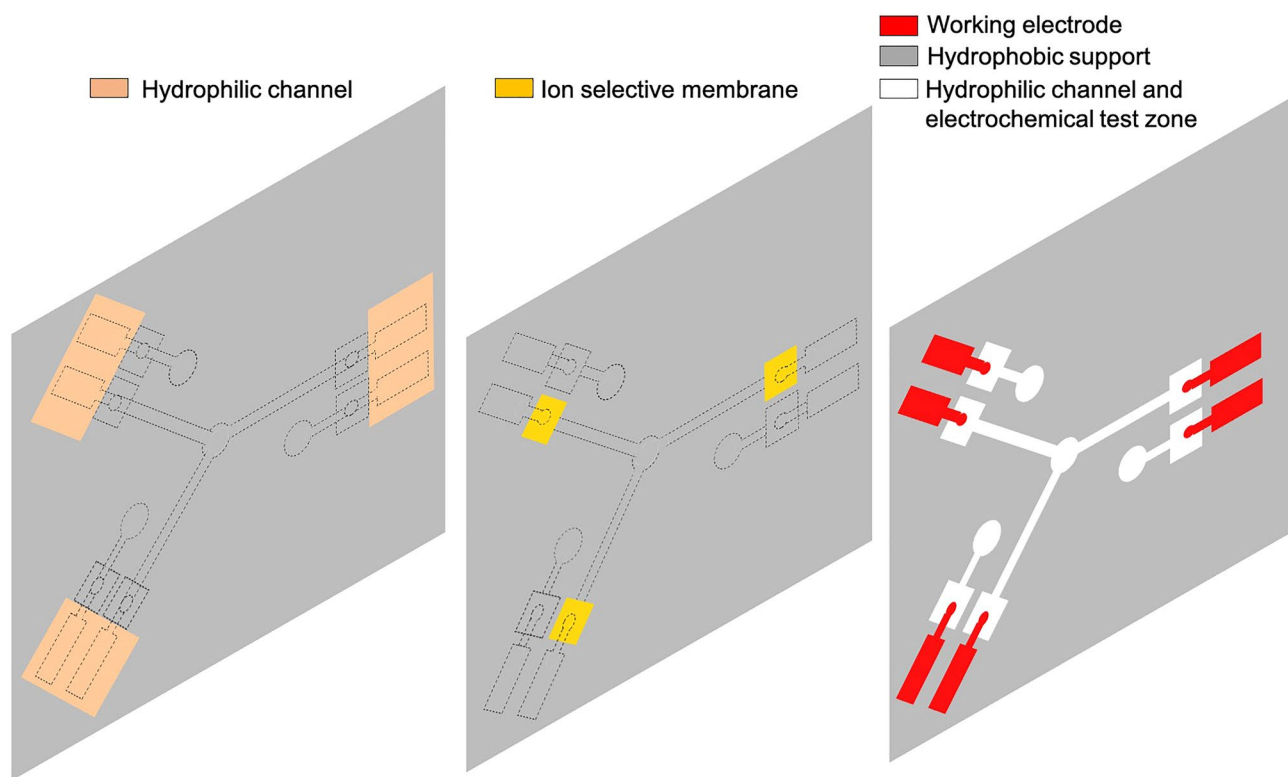 Working electrode
Hydrophobic support
Hydrophilic channel
Ion selective membrane
Hydrophilic channel and
electrochemical test zone